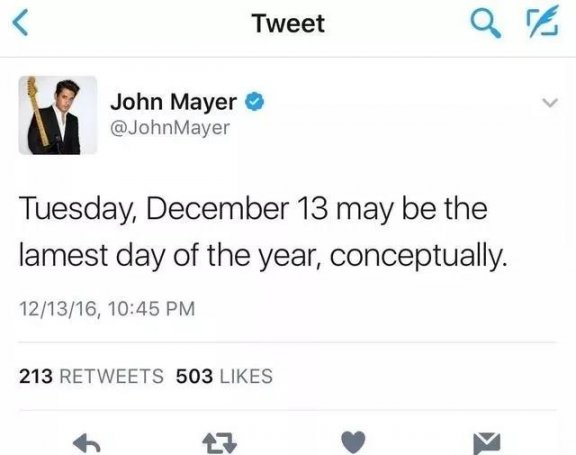 Tweet
John Mayer
@JohnMayer
Tuesday, December 13 may be the
lamest day of the year, conceptually.
12/13/16, 10:45 PM
213 RETWEETS 503 LIKES